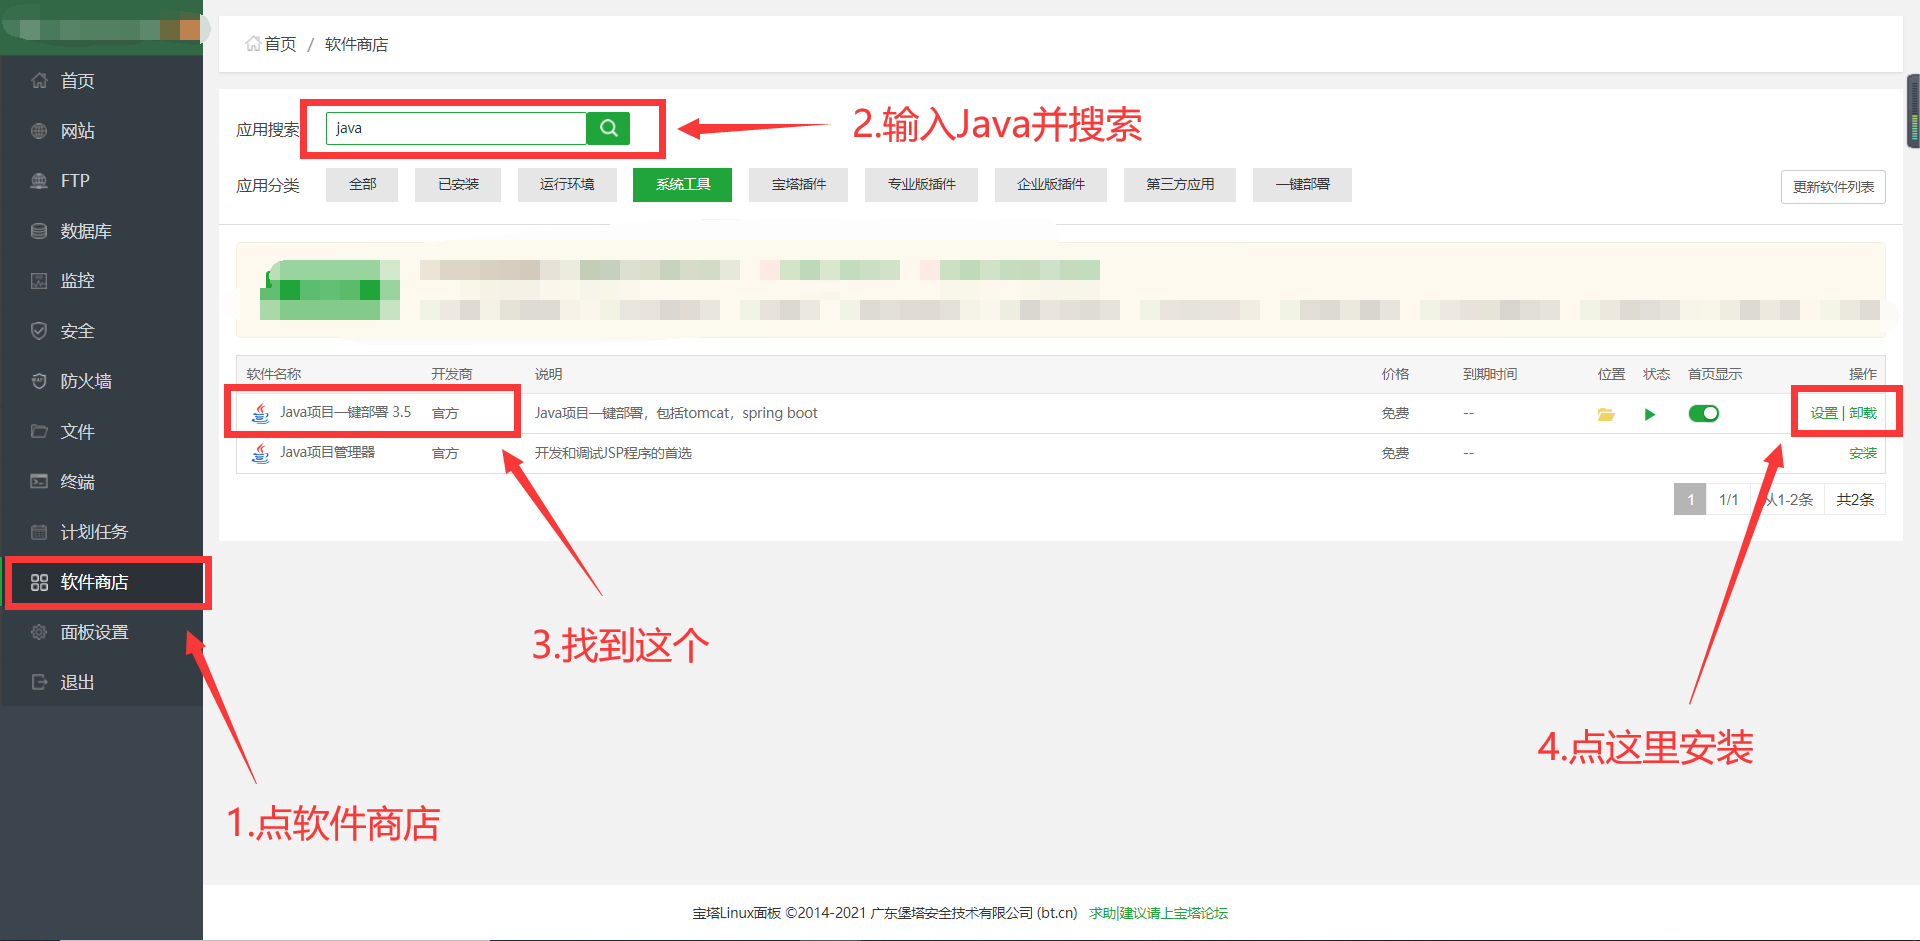 首页 / 软件商店
首页
网站
FTP
数据库
监控
安全
防火墙
文件
终端
计划任务
软件商店
面板设置
退出
应用搜索 java
2.输入Java并搜索
应用分类 全部 已安装 运行环境 系统工具 宝塔插件 专业版插件 企业版插件 第三方应用 一键部署 更新软件列表
软件名称 开发商 说明 价格 到期时间 位置 状态 首页显示 操作
Java项目一键部署 3.5 官方 Java项目一键部署，包括tomcat，spring boot 免费 -- 设置 | 卸载
Java项目管理器 官方 开发和调试JSP程序的首选 免费 -- 安装
1 1/1 从1-2条 共2条
3.找到这个
4.点这里安装
1.点软件商店
宝塔Linux面板 ©2014-2021 广东堡塔安全技术有限公司 (bt.cn) 求助|建议请上宝塔论坛